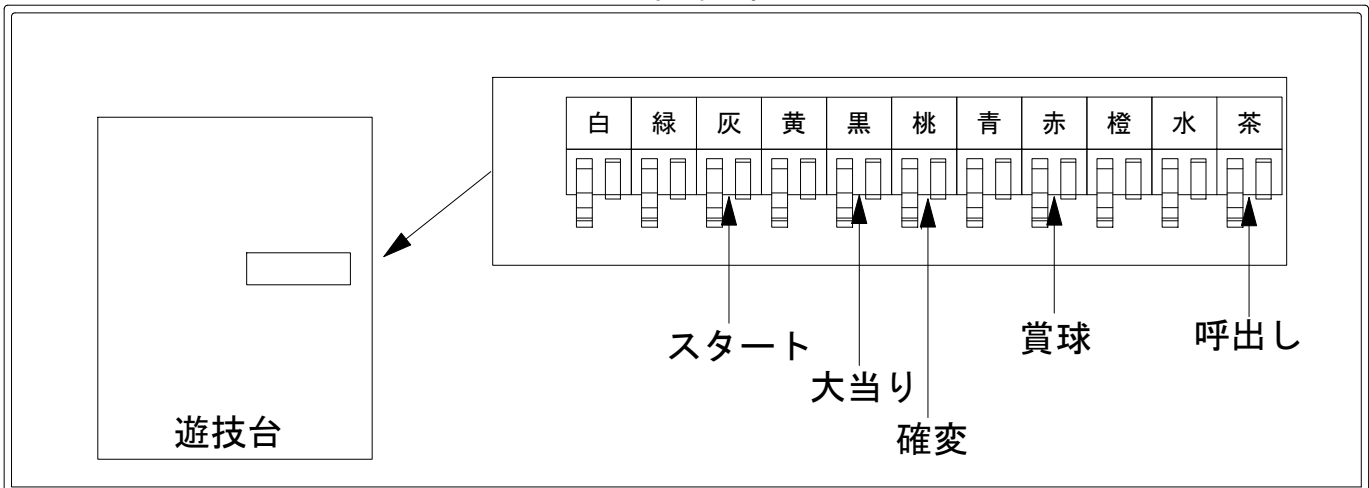 白 緑 灰 黄 黒 桃 青 赤 橙 水 茶
スタート
大当り
確変
賞球
呼出し
遊技台